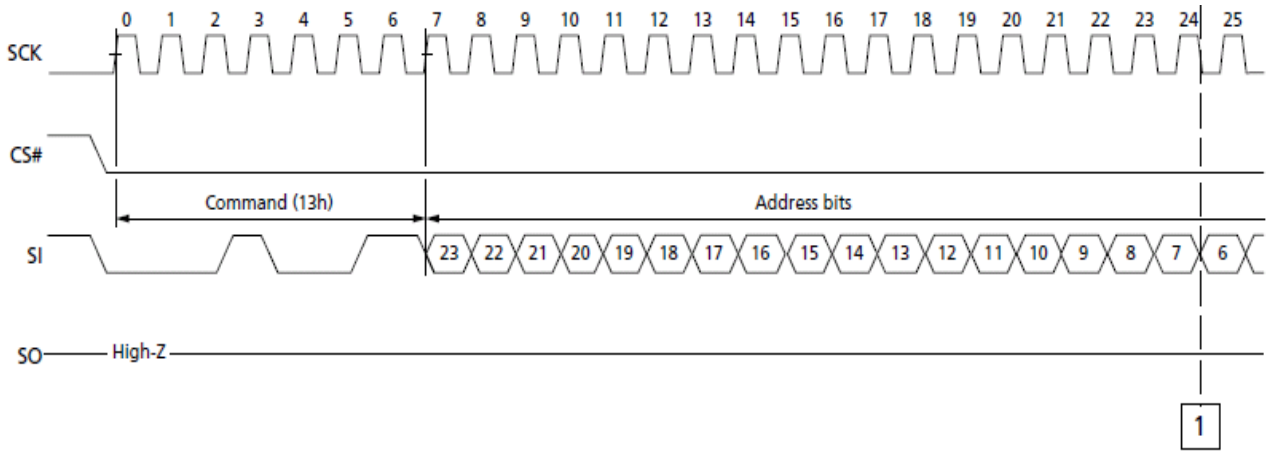 0 1 2 3 4 5 6 7 8 9 10 11 12 13 14 15 16 17 18 19 20 21 22 23 24 25
SCK
CS#
Command (13h) Address bits
SI 23 22 21 20 19 18 17 16 15 14 13 12 11 10 9 8 7 6
SO High-Z
1